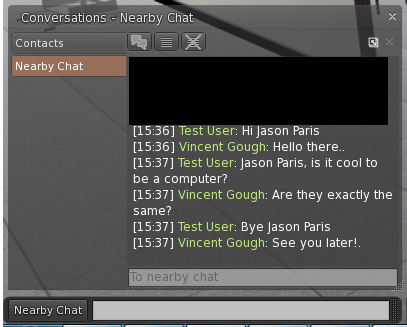 Conversations - Nearby Chat
Contacts
Nearby Chat
[15:36] Test User: Hi Jason Paris
[15:36] Vincent Gough: Hello there..
[15:37] Test User: Jason Paris, is it cool to
be a computer?
[15:37] Vincent Gough: Are they exactly the
same?
[15:37] Test User: Bye Jason Paris
[15:37] Vincent Gough: See you later!.
To nearby chat
Nearby Chat